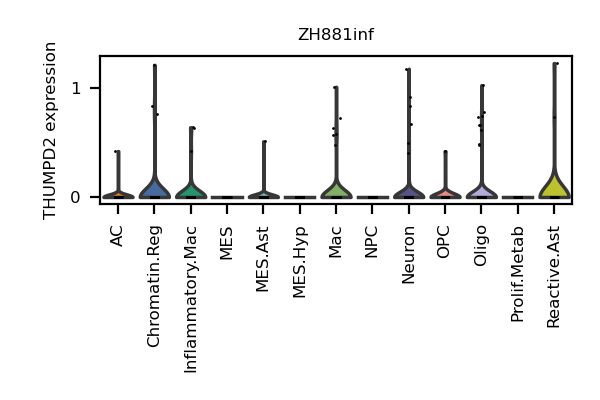 ZH881inf
THUMPD2 expression
1
0
AC
Chromatin.Reg
Inflammatory.Mac
MES
MES.Ast
MES.Hyp
Mac
NPC
Neuron
OPC
Oligo
Prolif.Metab
Reactive.Ast